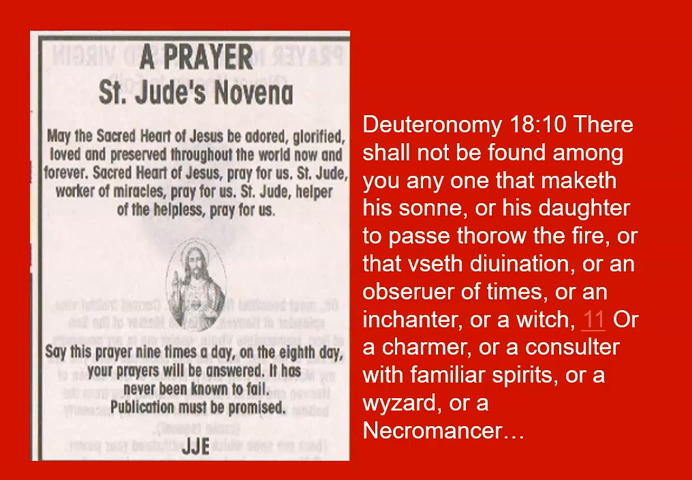 A PRAYER
St. Jude's Novena
May the Sacred Heart of Jesus be adored, glorified,
loved and preserved throughout the world now and
forever. Sacred Heart of Jesus, pray for us. St. Jude,
worker of miracles, pray for us. St. Jude, helper
of the helpless, pray for us.
Say this prayer nine times a day, on the eighth day,
your prayers will be answered. It has
never been known to fail.
Publication must be promised.
JJE
Deuteronomy 18:10 There
shall not be found among
you any one that maketh
his sonne, or his daughter
to passe thorow the fire, or
that vseth diuination, or an
obseruer of times, or an
inchanter, or a witch, 11 Or
a charmer, or a consulter
with familiar spirits, or a
wyzard, or a
Necromancer…